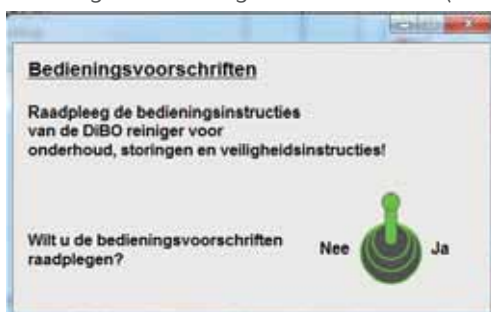 Bedieningsvoorschriften
Raadpleeg de bedieningsinstructies
van de DiBO reiniger voor
onderhoud, storingen en veiligheidsinstructies!
Wilt u de bedieningsvoorschriften
raadplegen?
Nee Ja